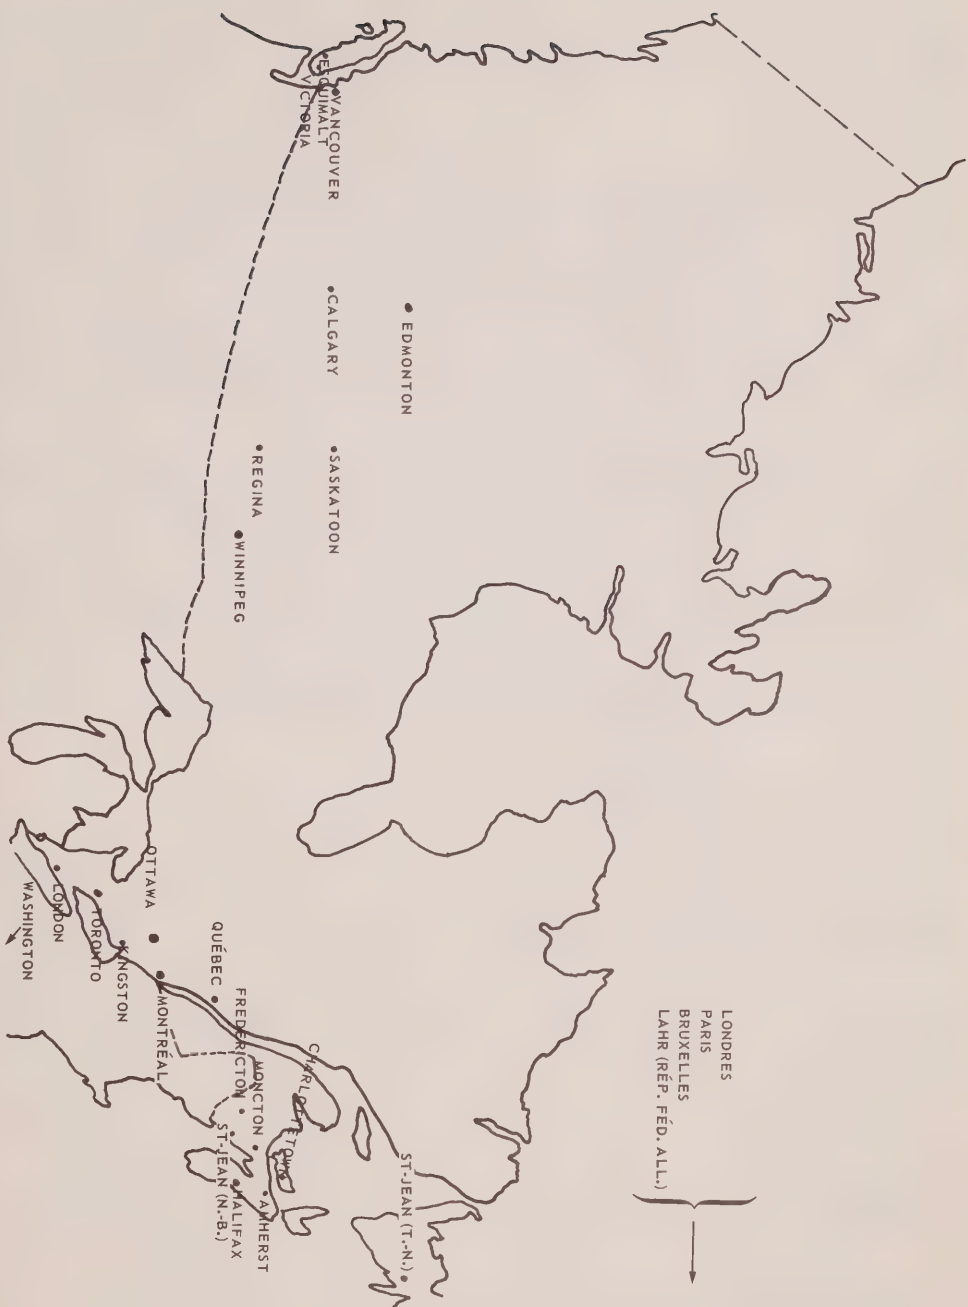 LONDRES
PARIS
BRUXELLES
LAHR (RÉP. FÉD. ALL.)
EDMONTON
ST-JEAN (T.-N.)
VANCOUVER
ESQUIMALT
VICTORIA
CALGARY
SASKATOON
CHARLOTTETOWN
REGINA
WINNIPEG
AMHERST
MONCTON
FREDERICTON
HALIFAX
ST-JEAN (N.-B.)
QUÉBEC
MONTRÉAL
OTTAWA
KINGSTON
TORONTO
LONDON
WASHINGTON